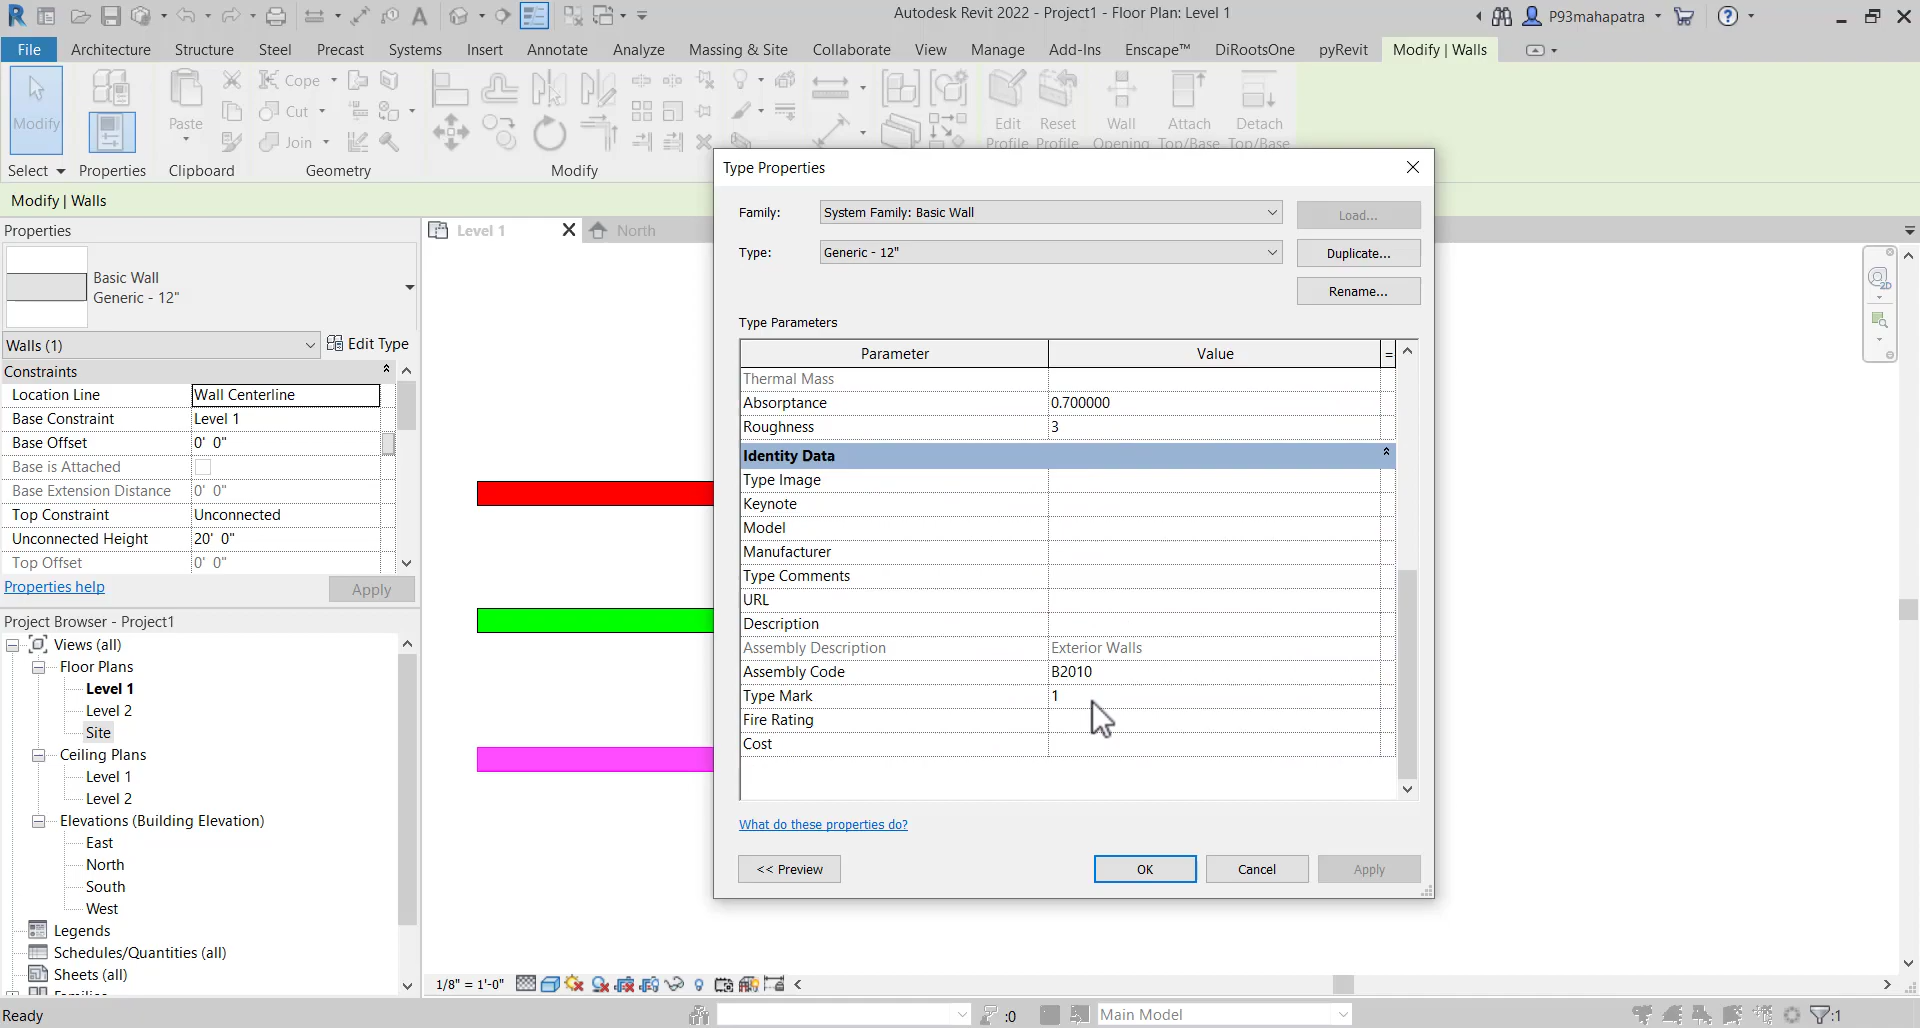 Autodesk Revit 2022 - Project1 - Floor Plan: Level 1
P93mahapatra
File Architecture Structure Steel Precast Systems Insert Annotate Analyze Massing & Site Collaborate View Manage Add-Ins Enscape™ DiRootsOne pyRevit Modify | Walls
Modify
Paste
Cope
Cut
Join
Edit Profile
Reset Profile
Wall Opening
Attach Top/Base
Detach Top/Base
Select Properties Clipboard Geometry Modify
Modify | Walls
Properties
Basic Wall
Generic - 12"
Walls (1) Edit Type
Constraints
Location Line Wall Centerline
Base Constraint Level 1
Base Offset 0' 0"
Base is Attached
Base Extension Distance 0' 0"
Top Constraint Unconnected
Unconnected Height 20' 0"
Top Offset 0' 0"
Properties help Apply
Project Browser - Project1
Views (all)
Floor Plans
Level 1
Level 2
Site
Ceiling Plans
Level 1
Level 2
Elevations (Building Elevation)
East
North
South
West
Legends
Schedules/Quantities (all)
Sheets (all)
Level 1 North
2D
Type Properties
Family: System Family: Basic Wall Load...
Type: Generic - 12" Duplicate...
Rename...
Type Parameters
Parameter Value =
Thermal Mass
Absorptance 0.700000
Roughness 3
Identity Data
Type Image
Keynote
Model
Manufacturer
Type Comments
URL
Description
Assembly Description Exterior Walls
Assembly Code B2010
Type Mark 1
Fire Rating
Cost
What do these properties do?
<< Preview OK Cancel Apply
1/8" = 1'-0"
Ready :0 Main Model :1